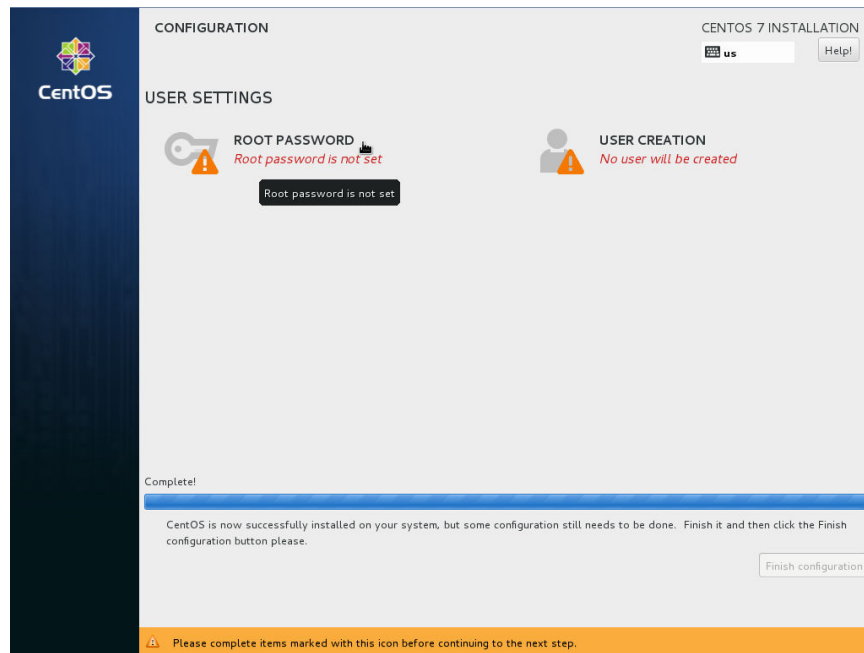 CONFIGURATION
CENTOS 7 INSTALLATION
us
Help!
CentOS
USER SETTINGS
ROOT PASSWORD
Root password is not set
USER CREATION
No user will be created
Root password is not set
Complete!
CentOS is now successfully installed on your system, but some configuration still needs to be done. Finish it and then click the Finish
configuration button please.
Finish configuration
Please complete items marked with this icon before continuing to the next step.